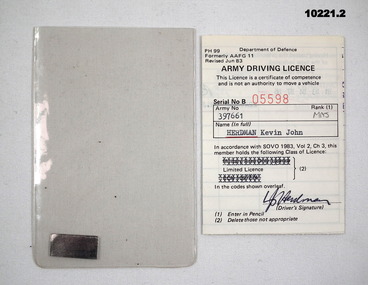 10221.2
PH 99 Department of Defence
Formerly AAFG 11
Revised Jun 83
ARMY DRIVING LICENCE
This Licence is a certificate of competence
and is not an authority to move a vehicle
Serial No B 05598
Army No Rank (1)
397661
Name (in full)
HERDMAN Kevin John
In accordance with SOVO 1983, Vol 2, Ch 3, this
member holds the following Class of Licence:
Limited Licence (2)
In the codes shown overleaf.
(Driver's Signature)
(1) Enter in Pencil
(2) Delete those not appropriate